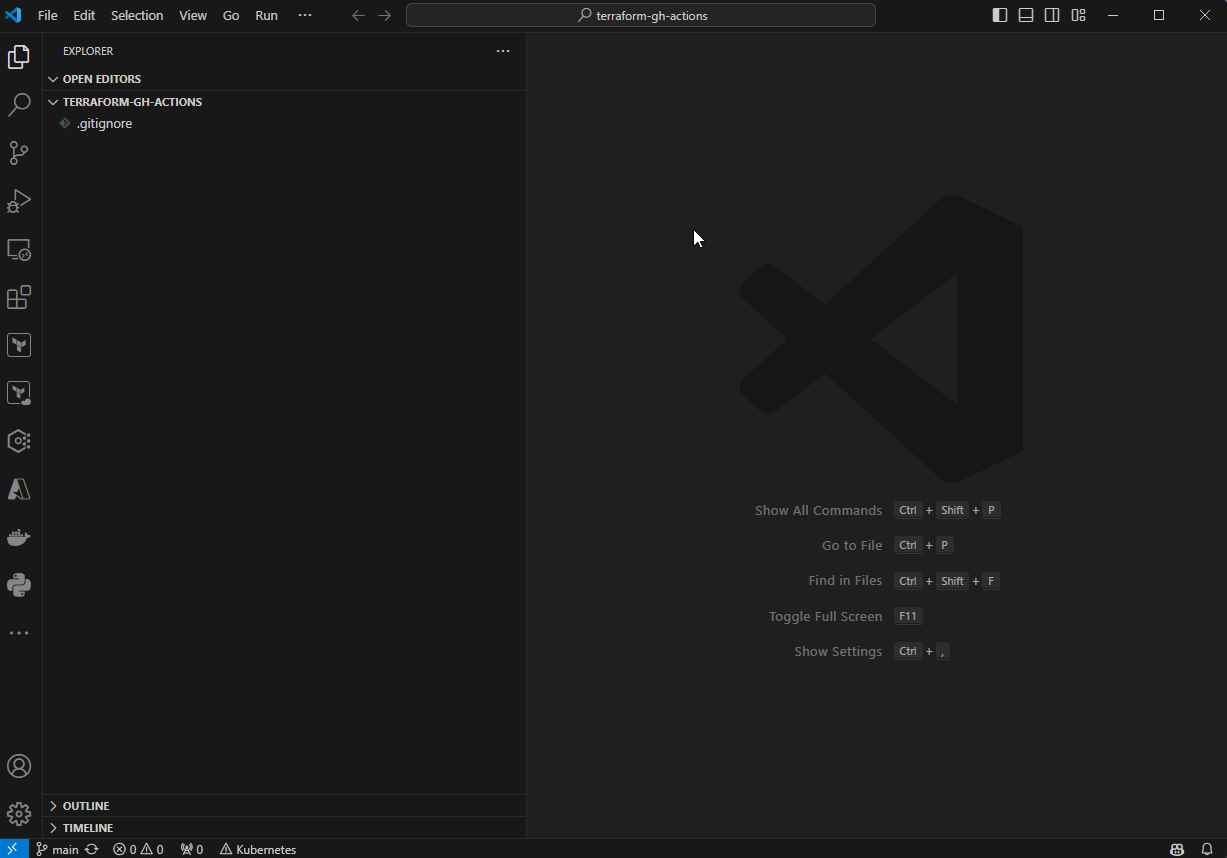 File Edit Selection View Go Run ···
terraform-gh-actions
EXPLORER
OPEN EDITORS
TERRAFORM-GH-ACTIONS
.gitignore
Show All Commands Ctrl + Shift + P
Go to File Ctrl + P
Find in Files Ctrl + Shift + F
Toggle Full Screen F11
Show Settings Ctrl + ,
OUTLINE
TIMELINE
main 0 0 0 Kubernetes